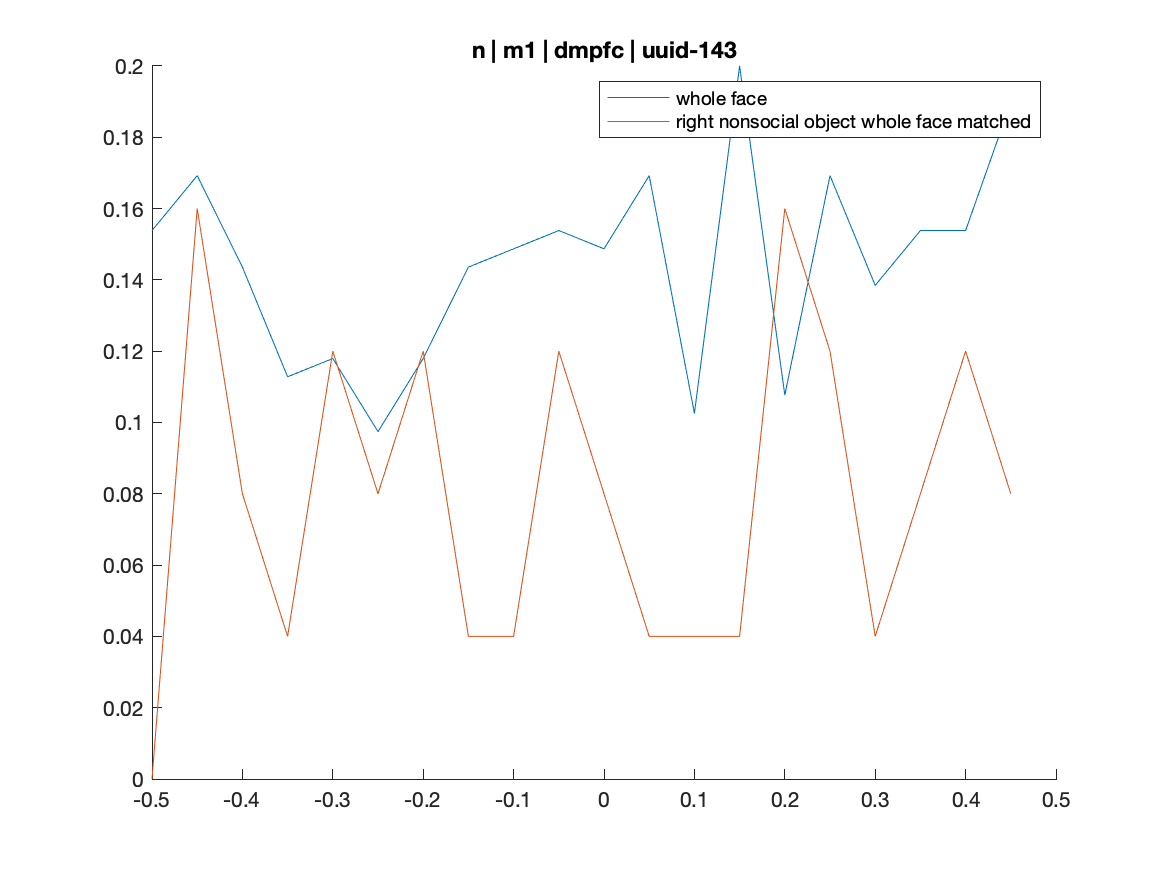 n | m1 | dmpfc | uuid-143
0.2
whole face
right nonsocial object whole face matched
0.18
0.16
0.14
0.12
0.1
0.08
0.06
0.04
0.02
0
-0.5 -0.4 -0.3 -0.2 -0.1 0 0.1 0.2 0.3 0.4 0.5